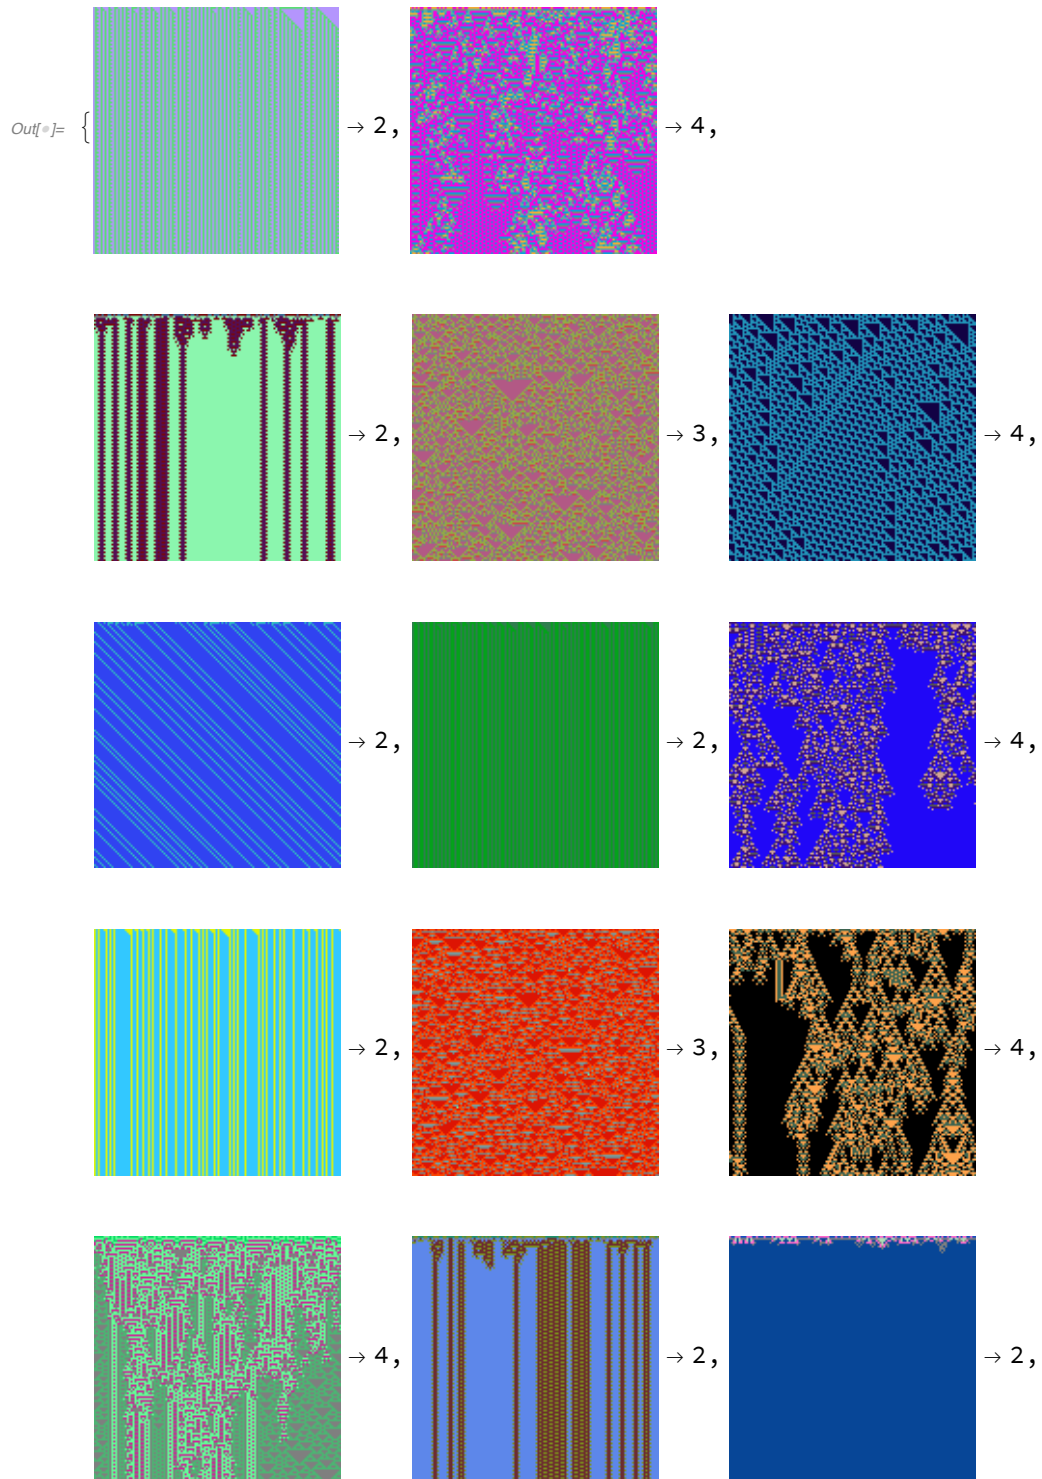 Out[•]= { → 2, → 4,
→ 2, → 3, → 4,
→ 2, → 2, → 4,
→ 2, → 3, → 4,
→ 4, → 2, → 2,